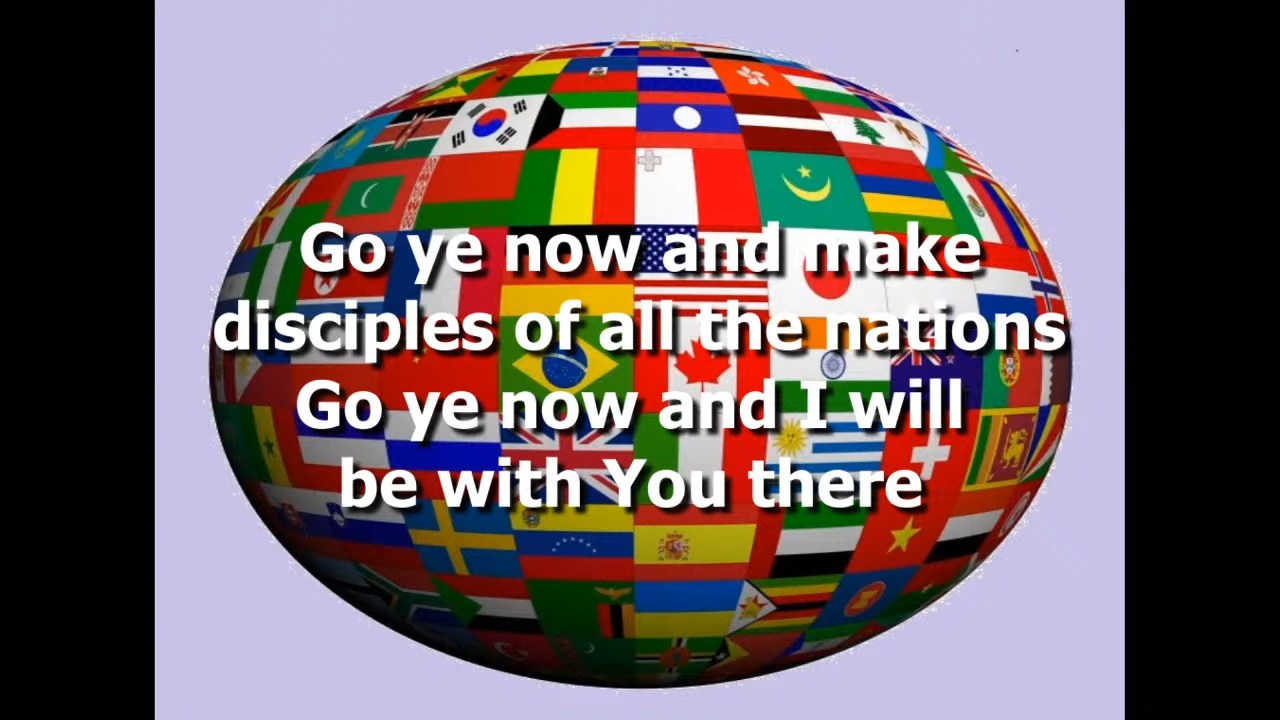 Go ye now and make
disciples of all the nations
Go ye now and I will
be with You there